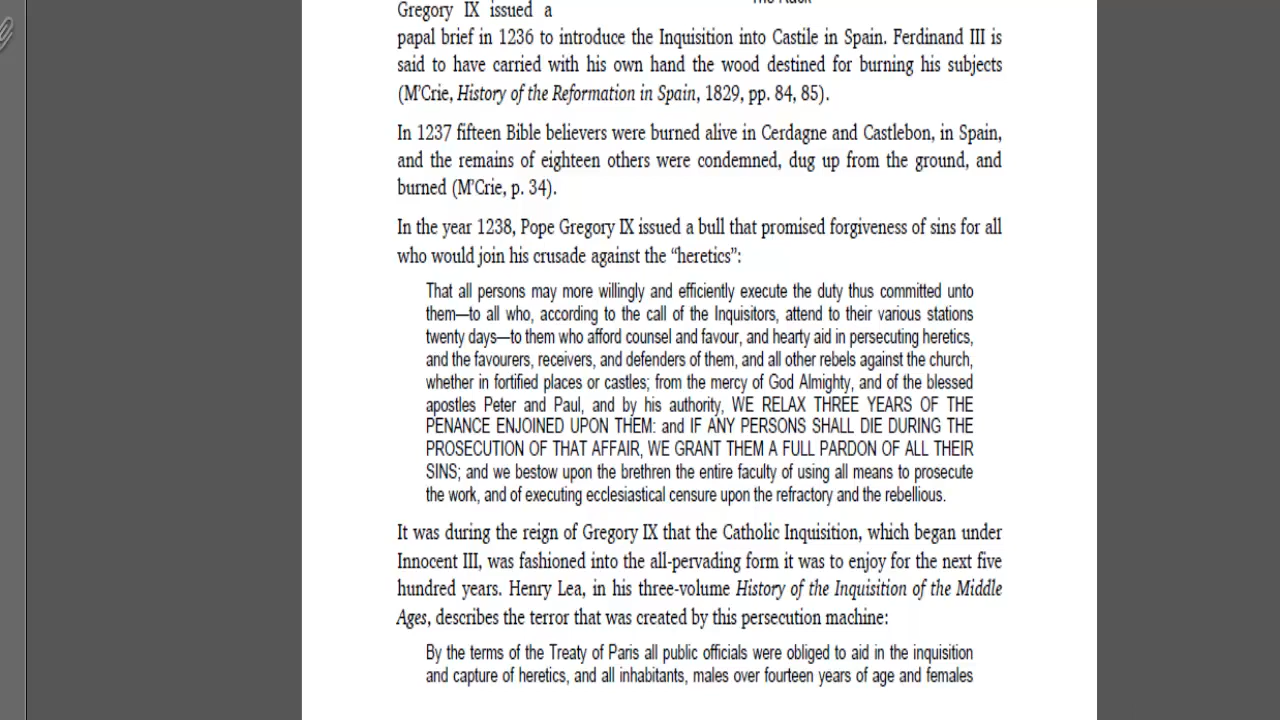 Gregory IX issued a
papal brief in 1236 to introduce the Inquisition into Castile in Spain. Ferdinand III is
said to have carried with his own hand the wood destined for burning his subjects
(M'Crie, History of the Reformation in Spain, 1829, pp. 84, 85).
In 1237 fifteen Bible believers were burned alive in Cerdagne and Castlebon, in Spain,
and the remains of eighteen others were condemned, dug up from the ground, and
burned (M'Crie, p. 34).
In the year 1238, Pope Gregory IX issued a bull that promised forgiveness of sins for all
who would join his crusade against the “heretics”:
That all persons may more willingly and efficiently execute the duty thus committed unto
them—to all who, according to the call of the Inquisitors, attend to their various stations
twenty days—to them who afford counsel and favour, and hearty aid in persecuting heretics,
and the favourers, receivers, and defenders of them, and all other rebels against the church,
whether in fortified places or castles; from the mercy of God Almighty, and of the blessed
apostles Peter and Paul, and by his authority, WE RELAX THREE YEARS OF THE
PENANCE ENJOINED UPON THEM: and IF ANY PERSONS SHALL DIE DURING THE
PROSECUTION OF THAT AFFAIR, WE GRANT THEM A FULL PARDON OF ALL THEIR
SINS; and we bestow upon the brethren the entire faculty of using all means to prosecute
the work, and of executing ecclesiastical censure upon the refractory and the rebellious.
It was during the reign of Gregory IX that the Catholic Inquisition, which began under
Innocent III, was fashioned into the all-pervading form it was to enjoy for the next five
hundred years. Henry Lea, in his three-volume History of the Inquisition of the Middle
Ages, describes the terror that was created by this persecution machine:
By the terms of the Treaty of Paris all public officials were obliged to aid in the inquisition
and capture of heretics, and all inhabitants, males over fourteen years of age and females